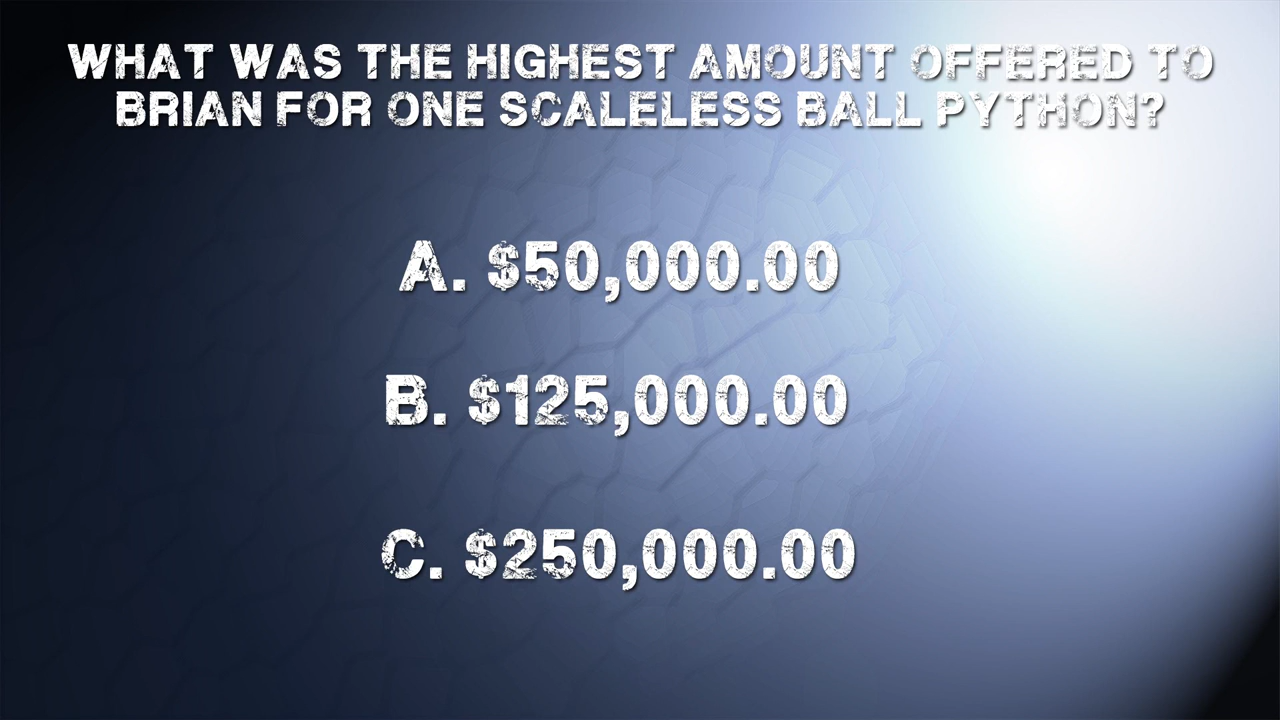 WHAT WAS THE HIGHEST AMOUNT OFFERED TO
BRIAN FOR ONE SCALELESS BALL PYTHON?
A. $50,000.00
B. $125,000.00
C. $250,000.00